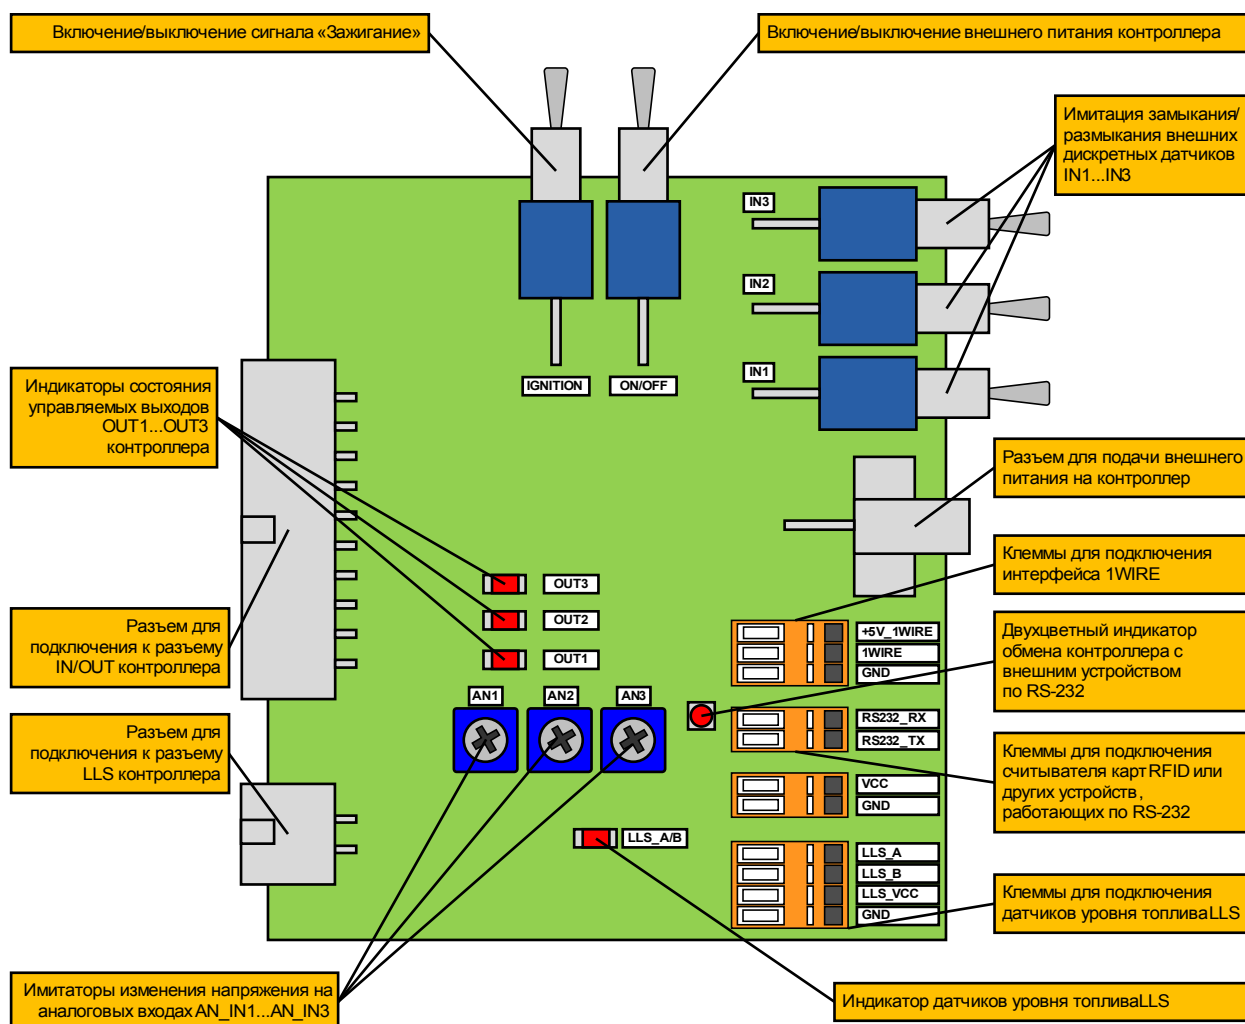 Включение/выключение сигнала «Зажигание»
Включение/выключение внешнего питания контроллера
Имитация замыкания/
размыкания внешних
дискретных датчиков
IN1...IN3
IN3
IN2
IN1
IGNITION
ON/OFF
Индикаторы состояния
управляемых выходов
OUT1...OUT3
контроллера
Разъем для подачи внешнего
питания на контроллер
Клеммы для подключения
интерфейса 1WIRE
OUT3
OUT2
OUT1
Разъем для
подключения к разъему
IN/OUT контроллера
+5V_1WIRE
1WIRE
GND
Двухцветный индикатор
обмена контроллера с
внешним устройством
по RS-232
AN1
AN2
AN3
RS232_RX
RS232_TX
Разъем для
подключения к разъему
LLS контроллера
Клеммы для подключения
считывателя карт RFID или
других устройств,
работающих по RS-232
VCC
GND
LLS_A/B
LLS_A
LLS_B
LLS_VCC
GND
Клеммы для подключения
датчиков уровня топлива LLS
Имитаторы изменения напряжения на
аналоговых входах AN_IN1...AN_IN3
Индикатор датчиков уровня топлива LLS